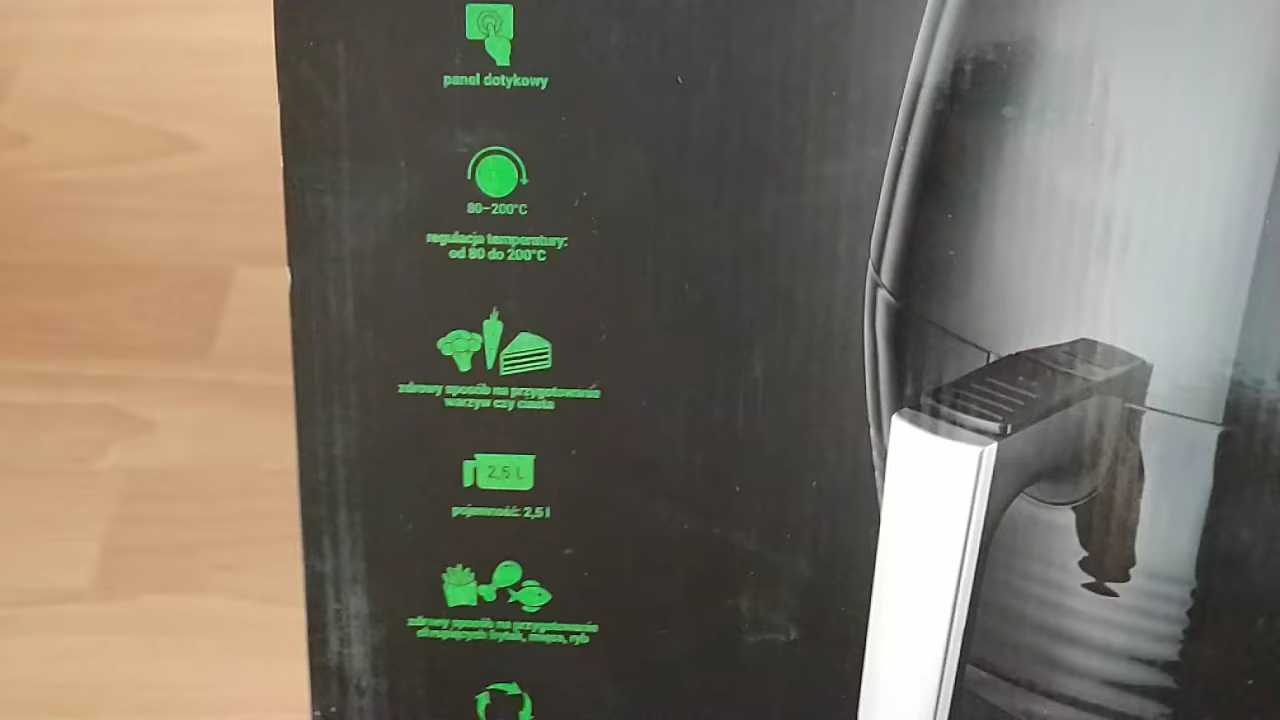 panel dotykowy
80-200°C
regulacja temperatury:
od 80 do 200°C
zdrowy sposób na przygotowanie
warzyw czy ciasta
2,5 L
pojemność: 2,5 l
zdrowy sposób na przygotowanie
chrupiących frytek, mięsa, ryb